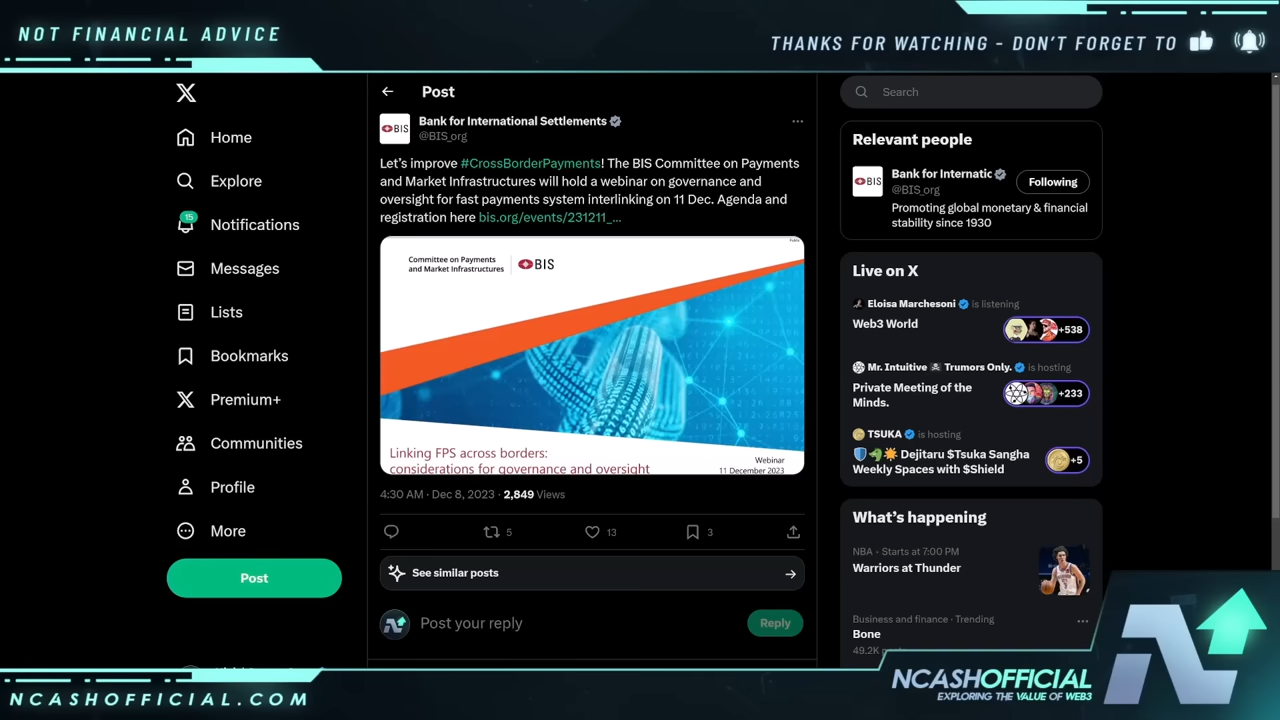 NOT FINANCIAL ADVICE
THANKS FOR WATCHING - DON'T FORGET TO
Home
Explore
15
Notifications
Messages
Lists
Bookmarks
Premium+
Communities
Profile
More
Post
Post
BIS
Bank for International Settlements
@BIS_org
Let's improve #CrossBorderPayments! The BIS Committee on Payments
and Market Infrastructures will hold a webinar on governance and
oversight for fast payments system interlinking on 11 Dec. Agenda and
registration here bis.org/events/231211_...
Public
Committee on Payments
and Market Infrastructures
BIS
Linking FPS across borders:
considerations for governance and oversight
Webinar
11 December 2023
4:30 AM · Dec 8, 2023 · 2,849 Views
5
13
3
See similar posts
Post your reply
Reply
Search
Relevant people
BIS
Bank for Internatic
@BIS_org
Following
Promoting global monetary & financial
stability since 1930
Live on X
Eloisa Marchesoni is listening
Web3 World
+538
Mr. Intuitive Trumors Only. is hosting
Private Meeting of the
Minds.
+233
TSUKA is hosting
Dejitaru $Tsuka Sangha
Weekly Spaces with $Shield
+5
What's happening
NBA · Starts at 7:00 PM
Warriors at Thunder
Business and finance · Trending
Bone
NCASHOFFICIAL.COM
NCASHOFFICIAL
EXPLORING THE VALUE OF WEB3